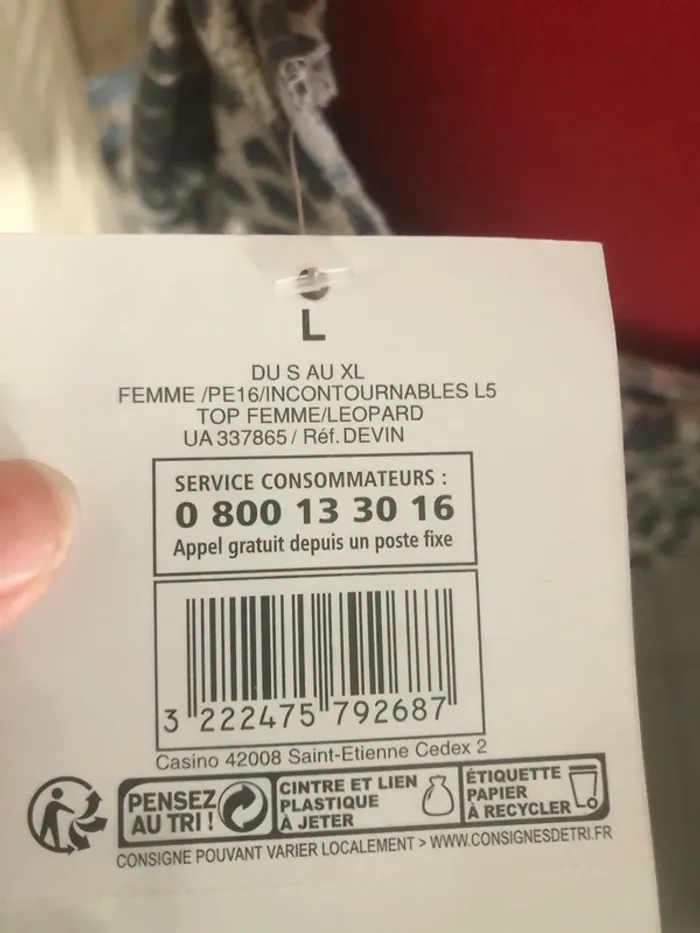 L
DU S AU XL
FEMME /PE16/INCONTOURNABLES L5
TOP FEMME/LEOPARD
UA 337865 / Réf. DEVIN
SERVICE CONSOMMATEURS :
0 800 13 30 16
Appel gratuit depuis un poste fixe
3 222475 792687
Casino 42008 Saint-Etienne Cedex 2
PENSEZ
AU TRI !
CINTRE ET LIEN
PLASTIQUE
À JETER
ÉTIQUETTE
PAPIER
À RECYCLER
CONSIGNE POUVANT VARIER LOCALEMENT > WWW.CONSIGNESDETRI.FR